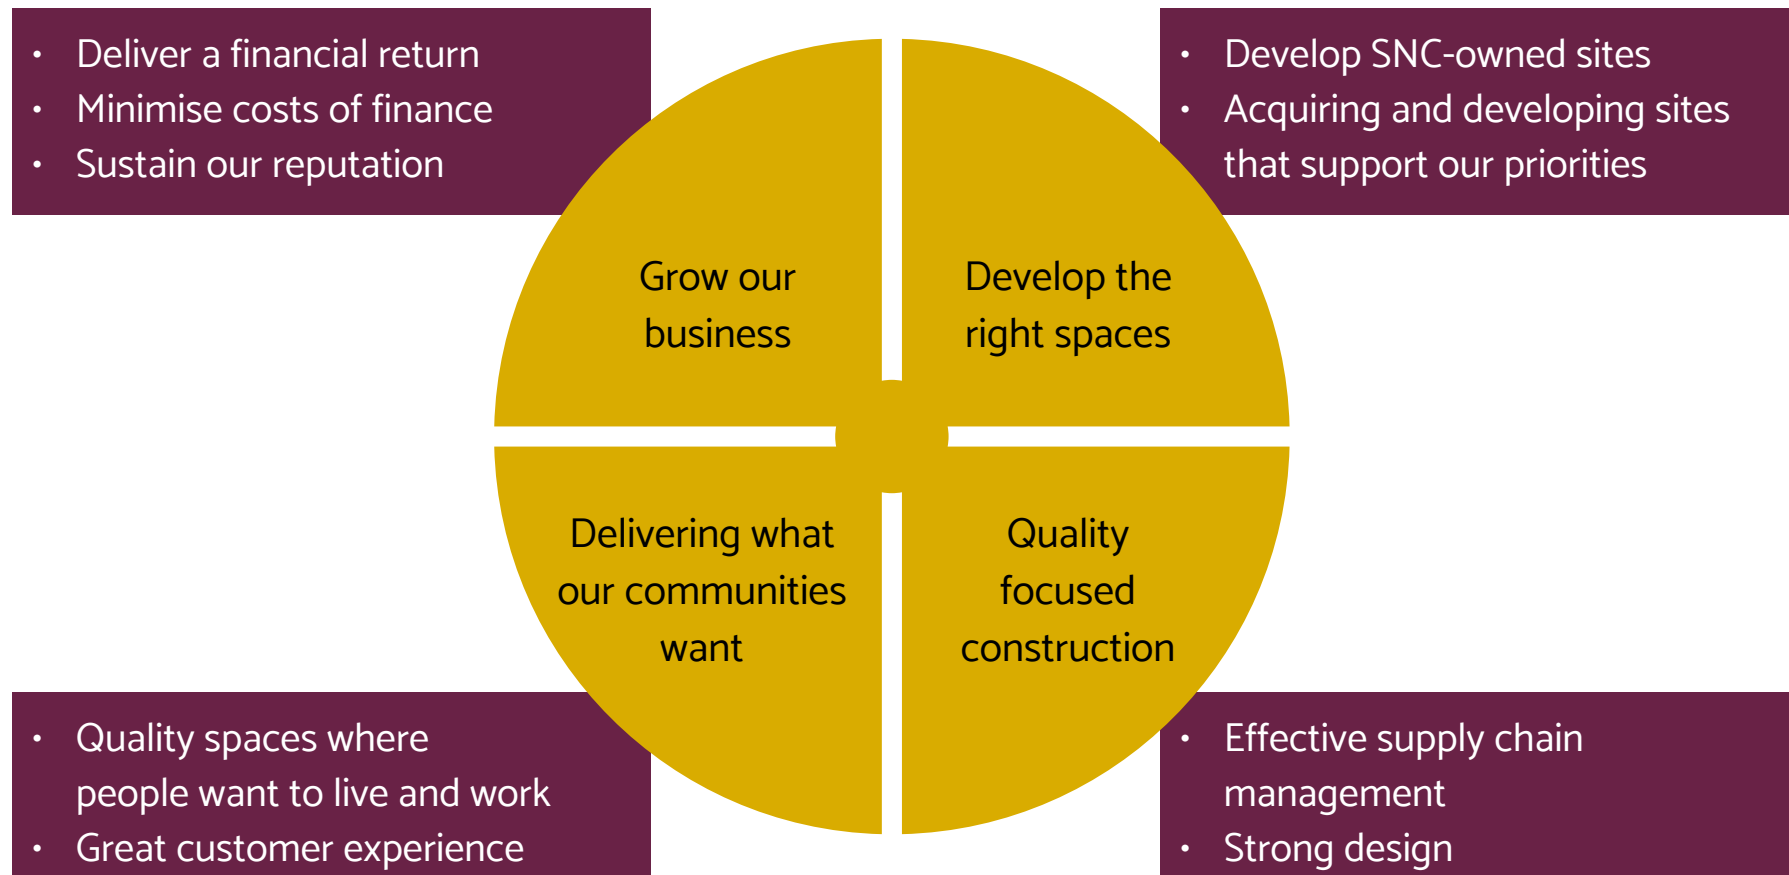 • Deliver a financial return
• Minimise costs of finance
• Sustain our reputation
• Develop SNC-owned sites
• Acquiring and developing sites
that support our priorities
Grow our
business
Develop the
right spaces
Delivering what
our communities
want
Quality
focused
construction
• Quality spaces where
people want to live and work
• Great customer experience
• Effective supply chain
management
• Strong design